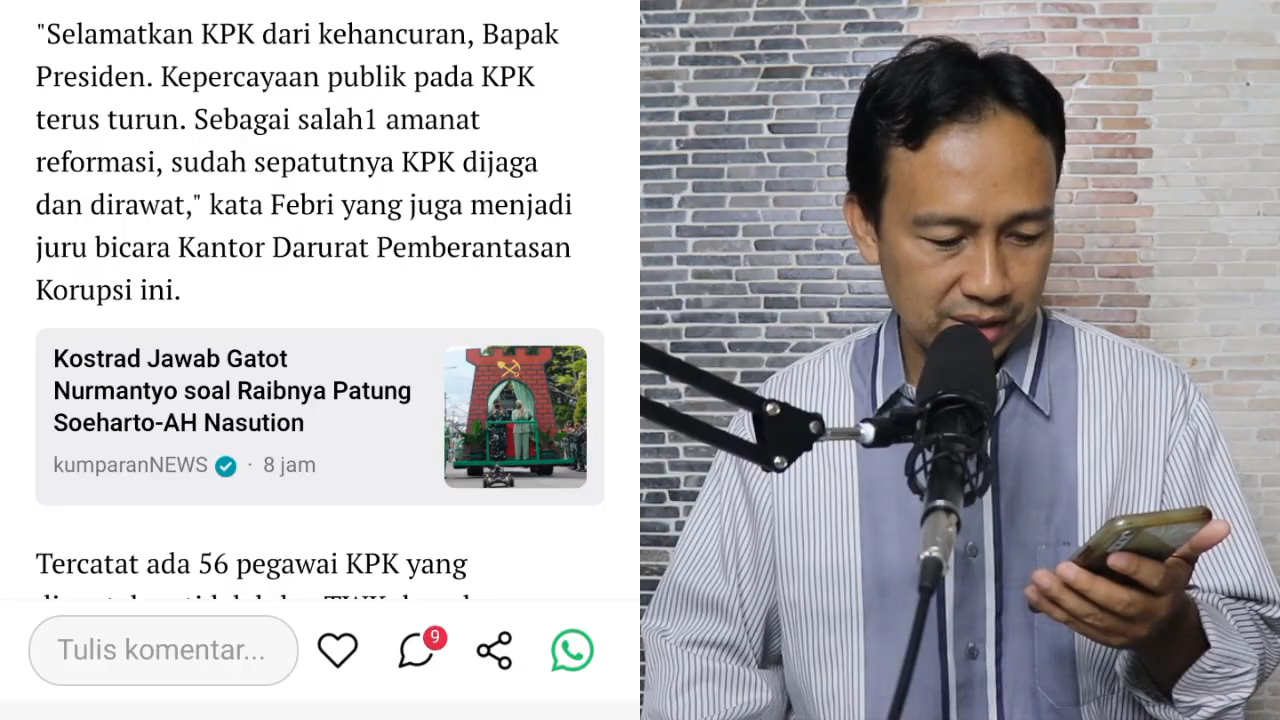 "Selamatkan KPK dari kehancuran, Bapak
Presiden. Kepercayaan publik pada KPK
terus turun. Sebagai salah1 amanat
reformasi, sudah sepatutnya KPK dijaga
dan dirawat," kata Febri yang juga menjadi
juru bicara Kantor Darurat Pemberantasan
Korupsi ini.
Kostrad Jawab Gatot
Nurmantyo soal Raibnya Patung
Soeharto-AH Nasution
kumparanNEWS · 8 jam
Tercatat ada 56 pegawai KPK yang
Tulis komentar...
9